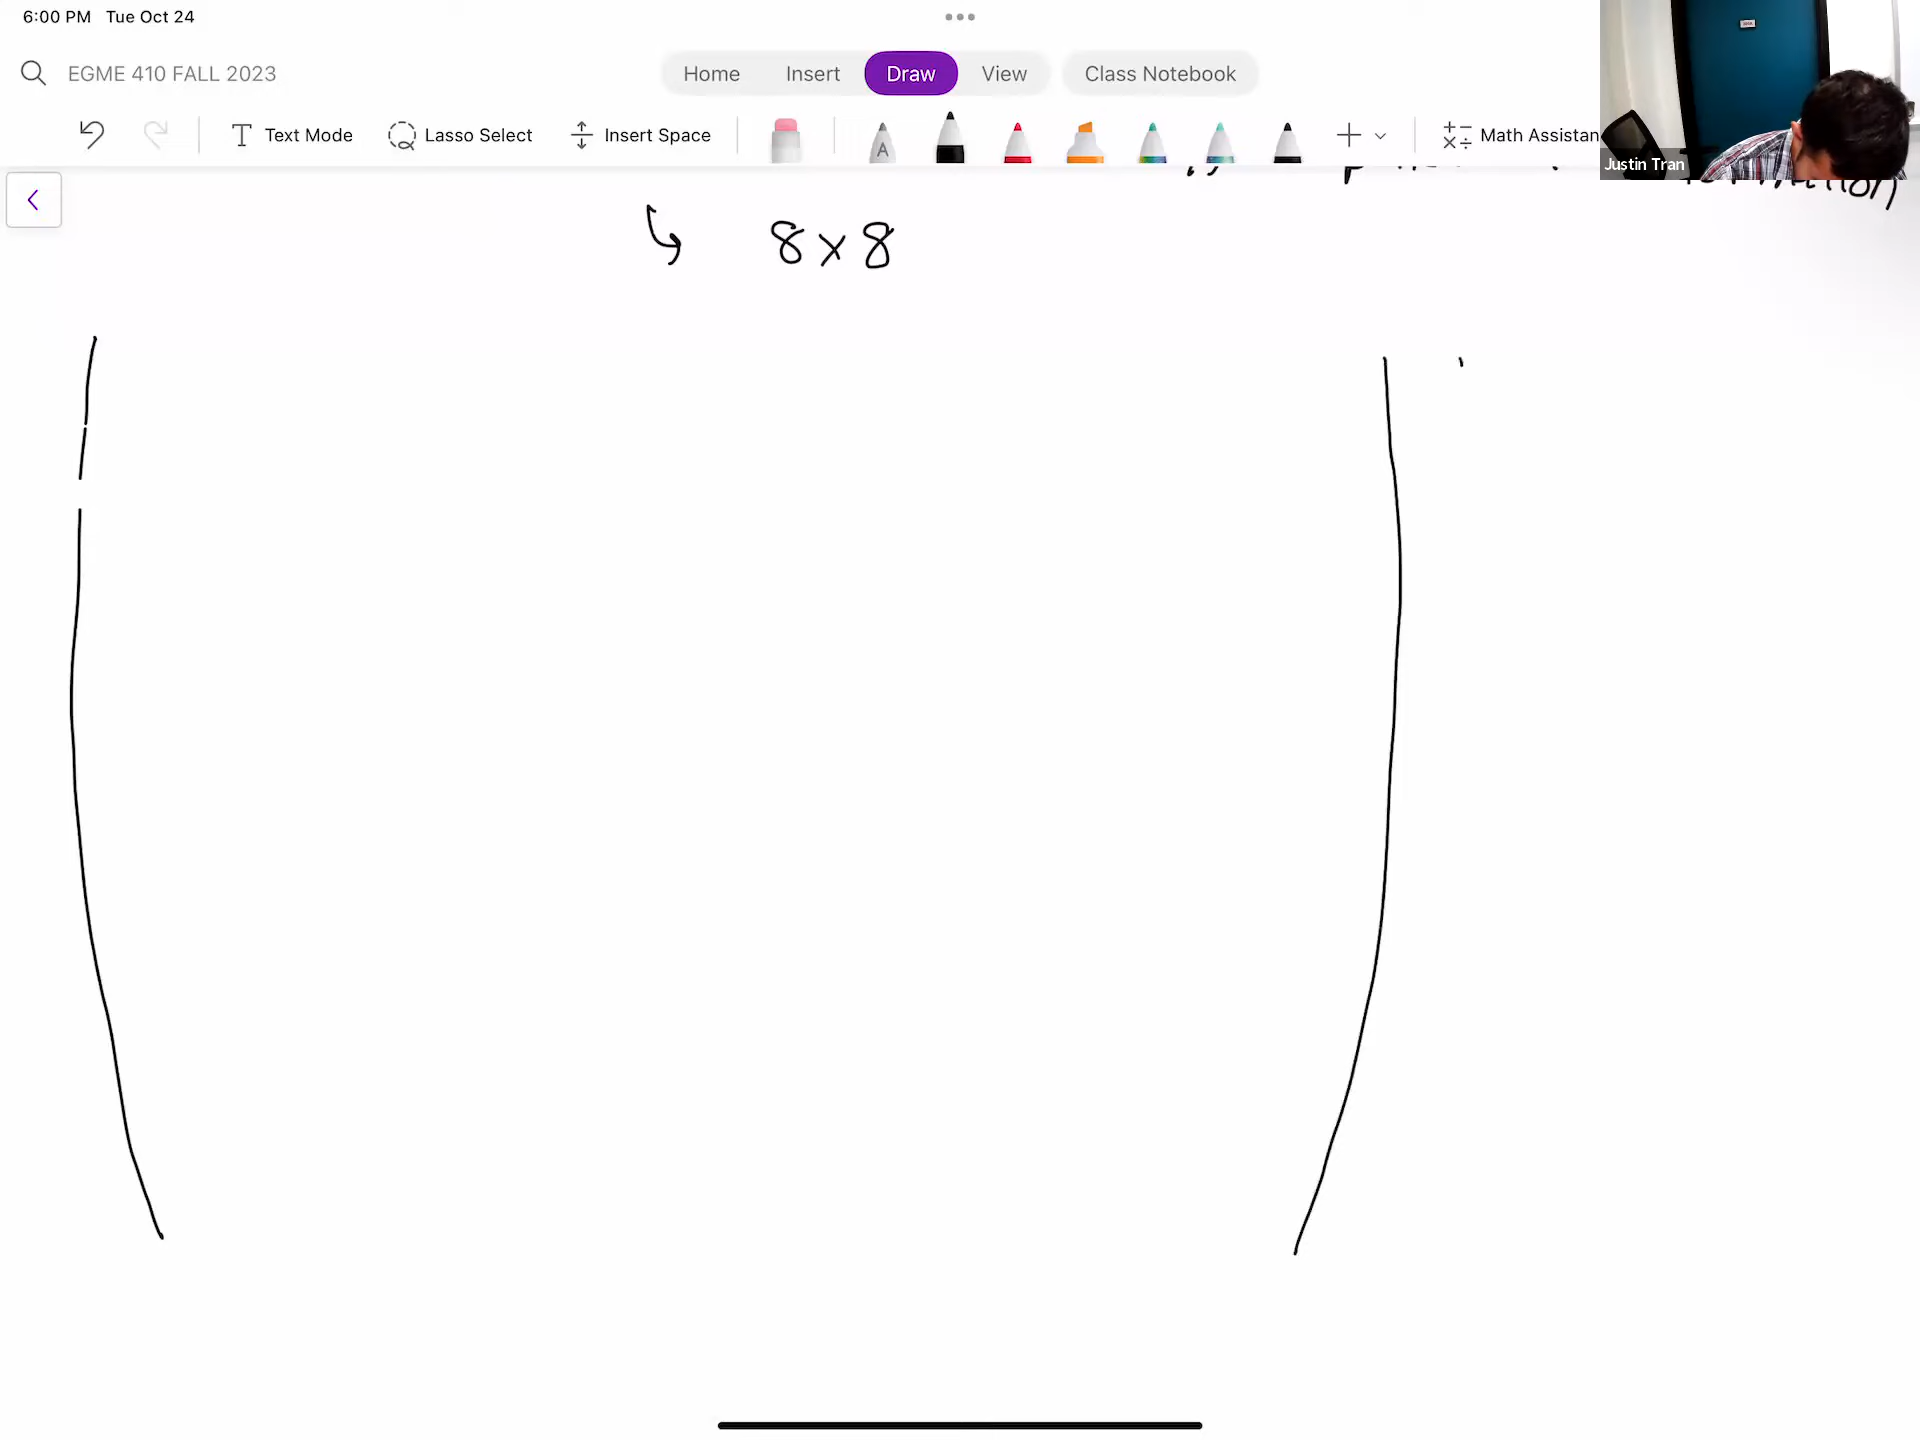 6:00 PM Tue Oct 24
EGME 410 FALL 2023
Home Insert Draw View Class Notebook
Text Mode Lasso Select Insert Space A Math Assistan
Justin Tran
8 x 8